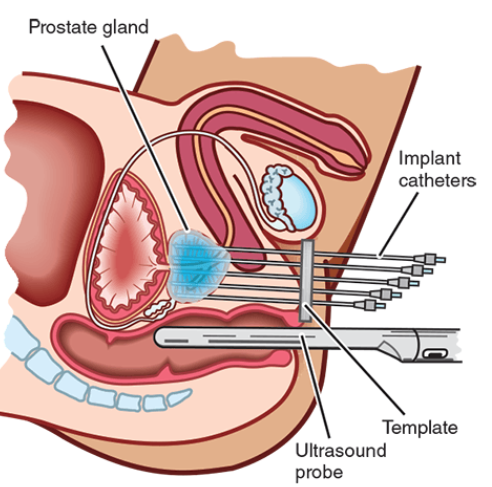 Prostate gland
Implant
catheters
Template
Ultrasound
probe